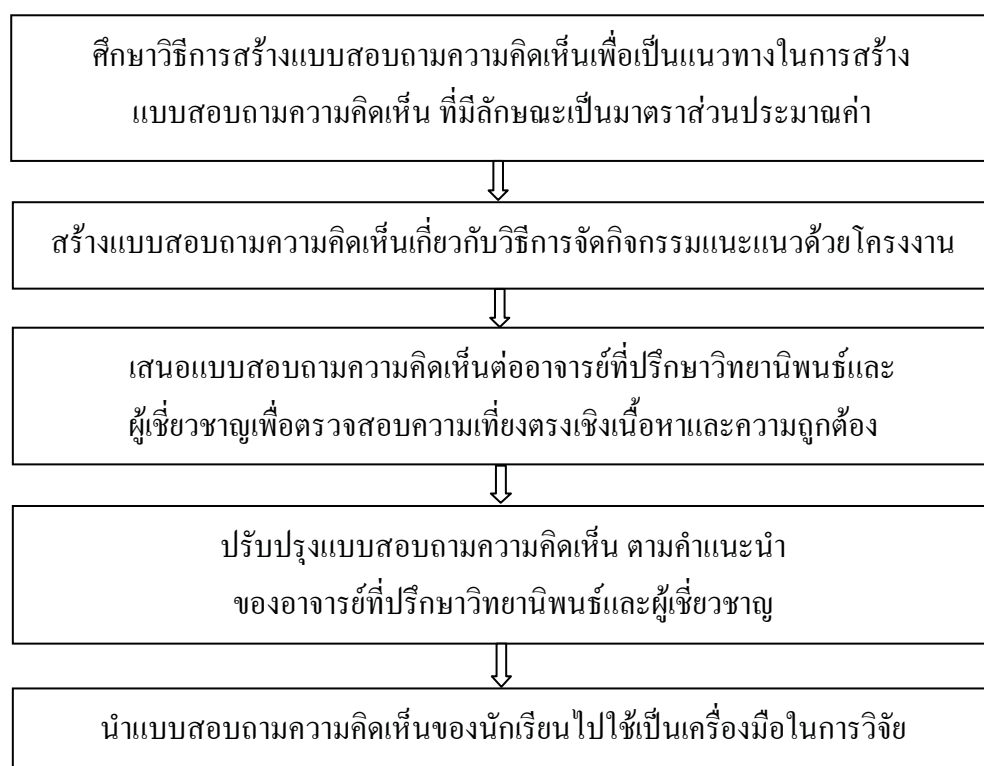 ศึกษาวิธีการสร้างแบบสอบถามความคิดเห็นเพื่อเป็นแนวทางในการสร้าง
แบบสอบถามความคิดเห็น ที่มีลักษณะเป็นมาตราส่วนประมาณค่า
สร้างแบบสอบถามความคิดเห็นเกี่ยวกับวิธีการจัดกิจกรรมแนะแนวด้วยโครงงาน
เสนอแบบสอบถามความคิดเห็นต่ออาจารย์ที่ปรึกษาวิทยานิพนธ์และ
ผู้เชี่ยวชาญเพื่อตรวจสอบความเที่ยงตรงเชิงเนื้อหาและความถูกต้อง
ปรับปรุงแบบสอบถามความคิดเห็น ตามคำแนะนำ
ของอาจารย์ที่ปรึกษาวิทยานิพนธ์และผู้เชี่ยวชาญ
นำแบบสอบถามความคิดเห็นของนักเรียนไปใช้เป็นเครื่องมือในการวิจัย